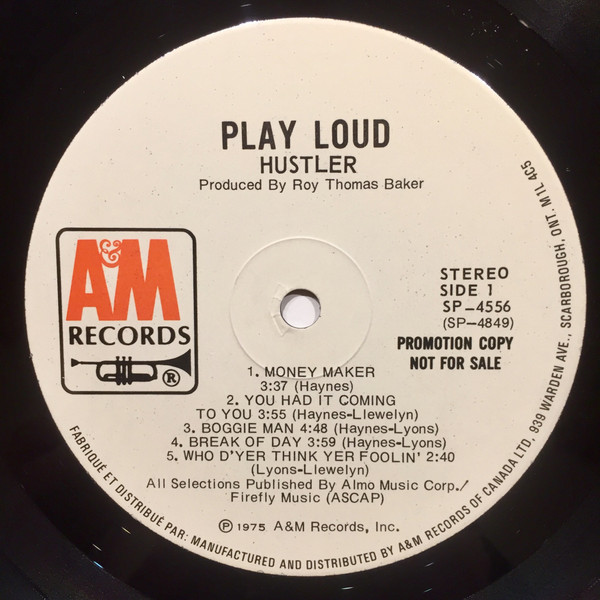 PLAY LOUD
HUSTLER
Produced By Roy Thomas Baker
A&M
RECORDS
®
STEREO
SIDE 1
SP-4556
(SP-4849)
PROMOTION COPY
NOT FOR SALE
1. MONEY MAKER
3:37 (Haynes)
2. YOU HAD IT COMING
TO YOU 3:55 (Haynes-Llewelyn)
3. BOGGIE MAN 4:48 (Haynes-Lyons)
4. BREAK OF DAY 3:59 (Haynes-Lyons)
5. WHO D'YER THINK YER FOOLIN' 2:40
(Lyons-Llewelyn)
All Selections Published By Almo Music Corp./
Firefly Music (ASCAP)
℗ 1975 A&M Records, Inc.
FABRIQUÉ ET DISTRIBUÉ PAR: MANUFACTURED AND DISTRIBUTED BY A&M RECORDS OF CANADA LTD, 939 WARDEN AVE., SCARBOROUGH, ONT. M1L 4C5